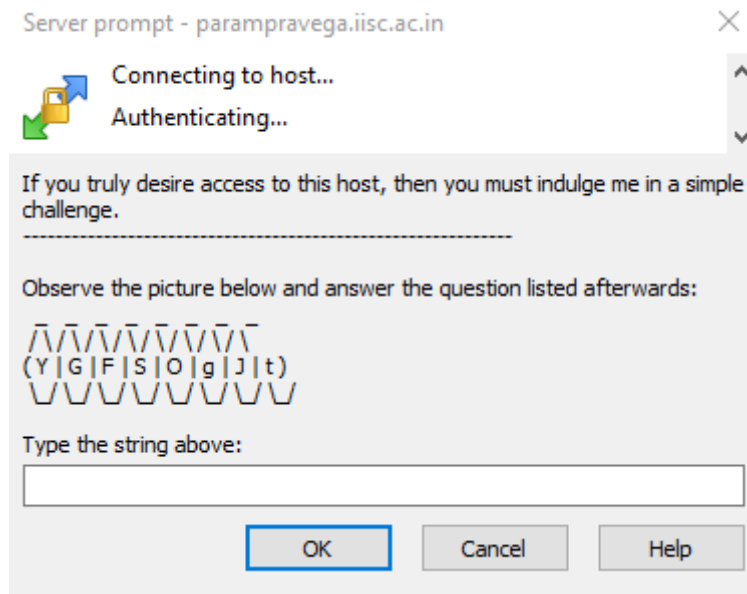 Server prompt - parampravega.iisc.ac.in
Connecting to host...
Authenticating...
If you truly desire access to this host, then you must indulge me in a simple
challenge.
-------------------------------------------------------------
Observe the picture below and answer the question listed afterwards:
 _ _ _ _ _ _ _ _
/\/\/\/\/\/\/\/\
(Y|G|F|S|O|g|J|t)
\_/\_/\_/\_/\_/\_/\_/\_/
Type the string above:
OK
Cancel
Help